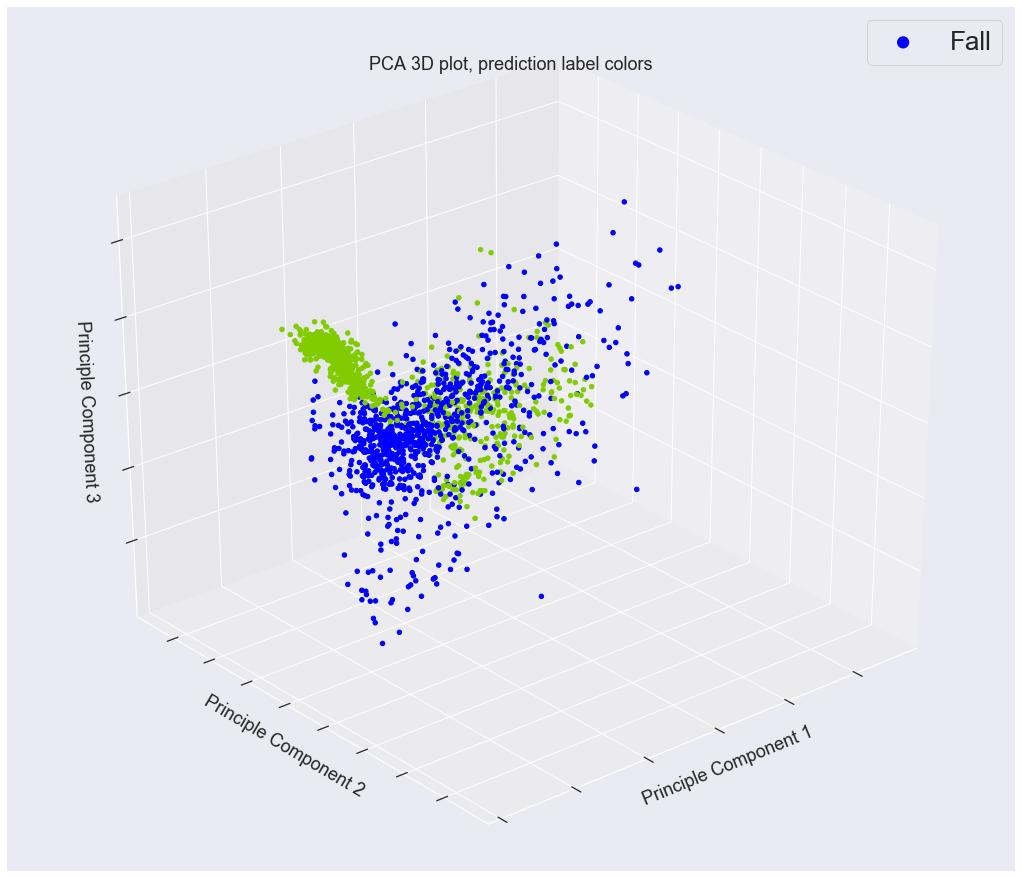 Fall
PCA 3D plot, prediction label colors
Principle Component 3
Principle Component 2
Principle Component 1